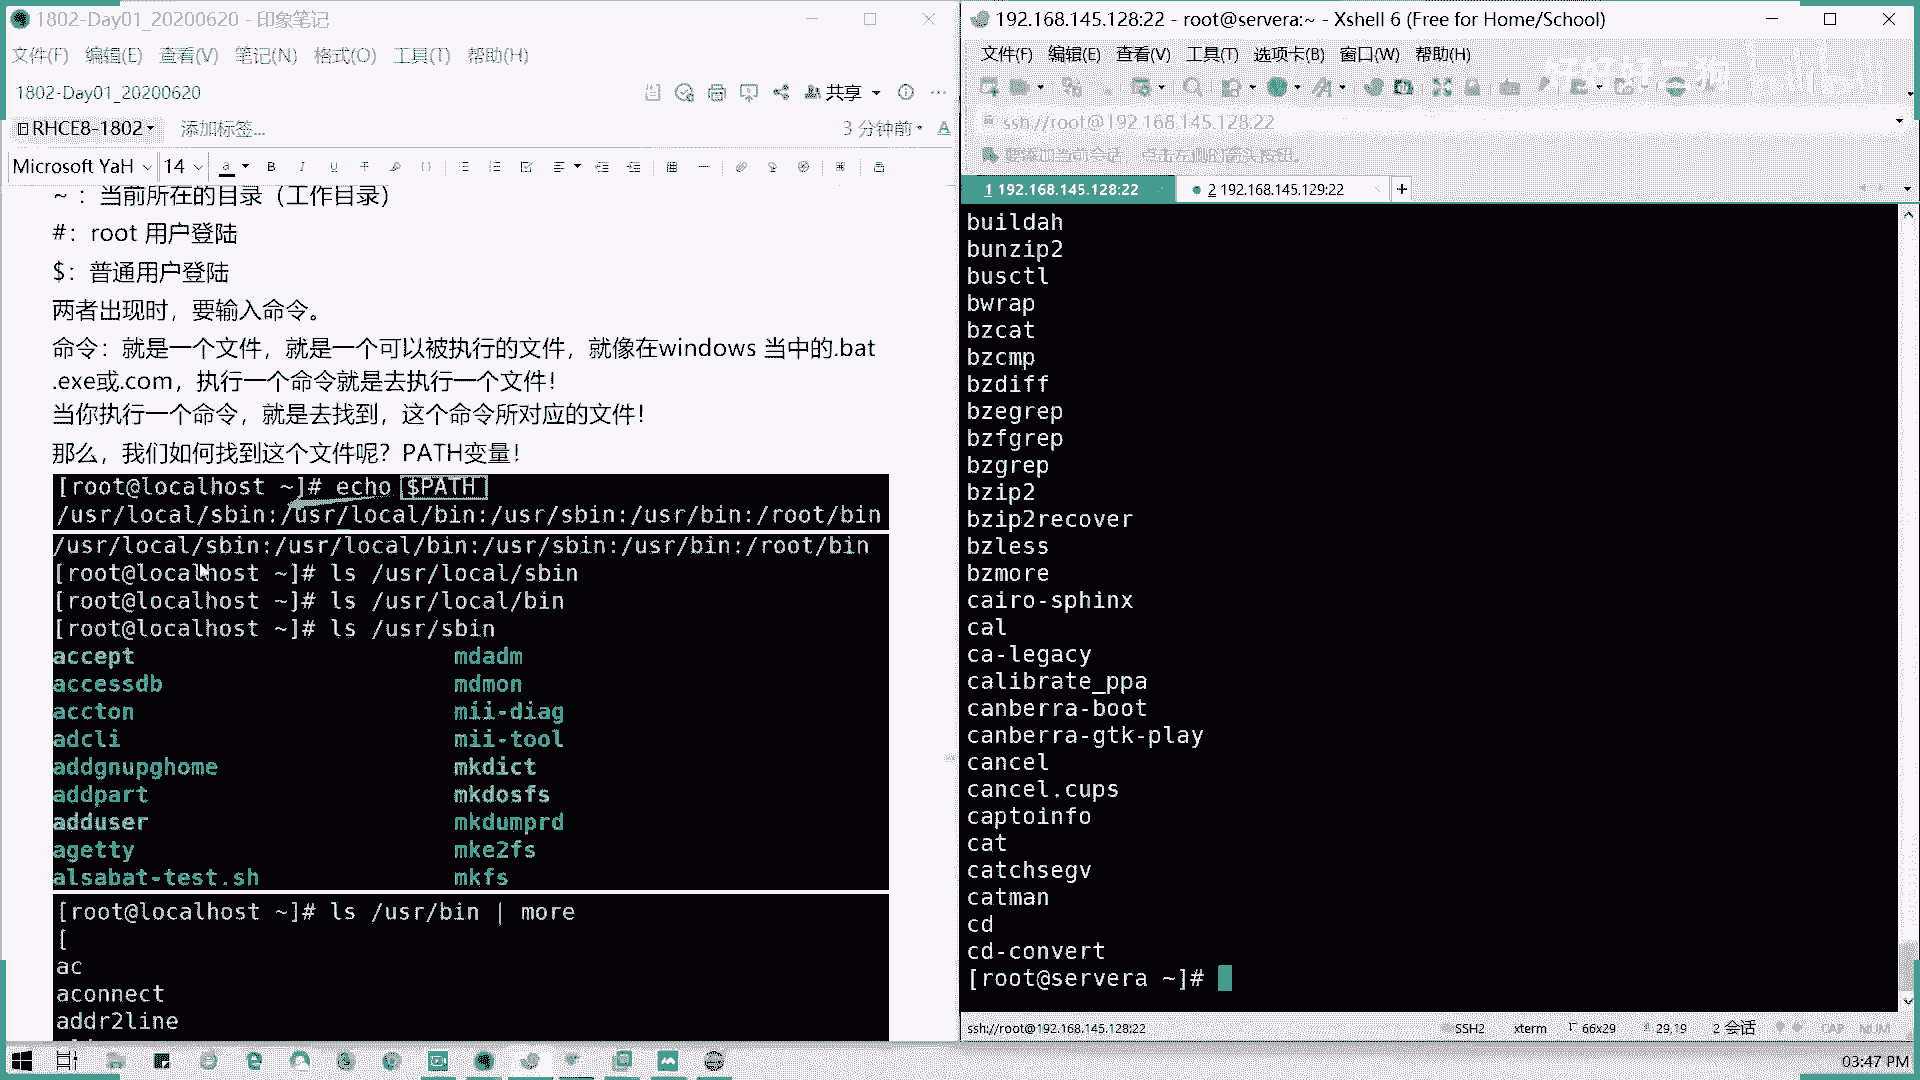 1802-Day01_20200620 - 印象笔记
文件(F) 编辑(E) 查看(V) 笔记(N) 格式(O) 工具(T) 帮助(H)
1802-Day01_20200620
共享
RHCE8-1802
添加标签...
3 分钟前
Microsoft YaH 14
~ : 当前所在的目录（工作目录）
#：root 用户登陆
$：普通用户登陆
两者出现时，要输入命令。
命令：就是一个文件，就是一个可以被执行的文件，就像在windows 当中的.bat
.exe或.com，执行一个命令就是去执行一个文件！
当你执行一个命令，就是去找到，这个命令所对应的文件！
那么，我们如何找到这个文件呢？PATH变量！
[root@localhost ~]# echo $PATH
/usr/local/sbin:/usr/local/bin:/usr/sbin:/usr/bin:/root/bin
/usr/local/sbin:/usr/local/bin:/usr/sbin:/usr/bin:/root/bin
[root@localhost ~]# ls /usr/local/sbin
[root@localhost ~]# ls /usr/local/bin
[root@localhost ~]# ls /usr/sbin
accept mdadm
accessdb mdmon
accton mii-diag
adcli mii-tool
addgnupghome mkdict
addpart mkdosfs
adduser mkdumprd
agetty mke2fs
alsabat-test.sh mkfs
[root@localhost ~]# ls /usr/bin | more
[
ac
aconnect
addr2line
192.168.145.128:22 - root@servera:~ - Xshell 6 (Free for Home/School)
文件(F) 编辑(E) 查看(V) 工具(T) 选项卡(B) 窗口(W) 帮助(H)
ssh://root@192.168.145.128:22
要添加当前会话，点击左侧的箭头按钮。
1 192.168.145.128:22
2 192.168.145.129:22
buildah
bunzip2
busctl
bwrap
bzcat
bzcmp
bzdiff
bzegrep
bzfgrep
bzgrep
bzip2
bzip2recover
bzless
bzmore
cairo-sphinx
cal
ca-legacy
calibrate_ppa
canberra-boot
canberra-gtk-play
cancel
cancel.cups
captoinfo
cat
catchsegv
catman
cd
cd-convert
[root@servera ~]#
ssh://root@192.168.145.128:22 SSH2 xterm 66x29 29,19 2 会话 CAP NUM
03:47 PM